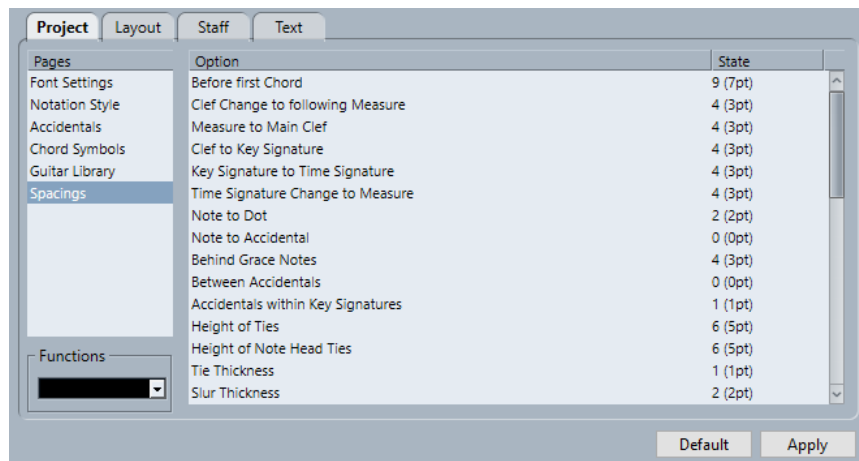 Project Layout Staff Text
Pages
Font Settings
Notation Style
Accidentals
Chord Symbols
Guitar Library
Spacings
Functions
Option State
Before first Chord 9 (7pt)
Clef Change to following Measure 4 (3pt)
Measure to Main Clef 4 (3pt)
Clef to Key Signature 4 (3pt)
Key Signature to Time Signature 4 (3pt)
Time Signature Change to Measure 4 (3pt)
Note to Dot 2 (2pt)
Note to Accidental 0 (0pt)
Behind Grace Notes 4 (3pt)
Between Accidentals 0 (0pt)
Accidentals within Key Signatures 1 (1pt)
Height of Ties 6 (5pt)
Height of Note Head Ties 6 (5pt)
Tie Thickness 1 (1pt)
Slur Thickness 2 (2pt)
Default Apply